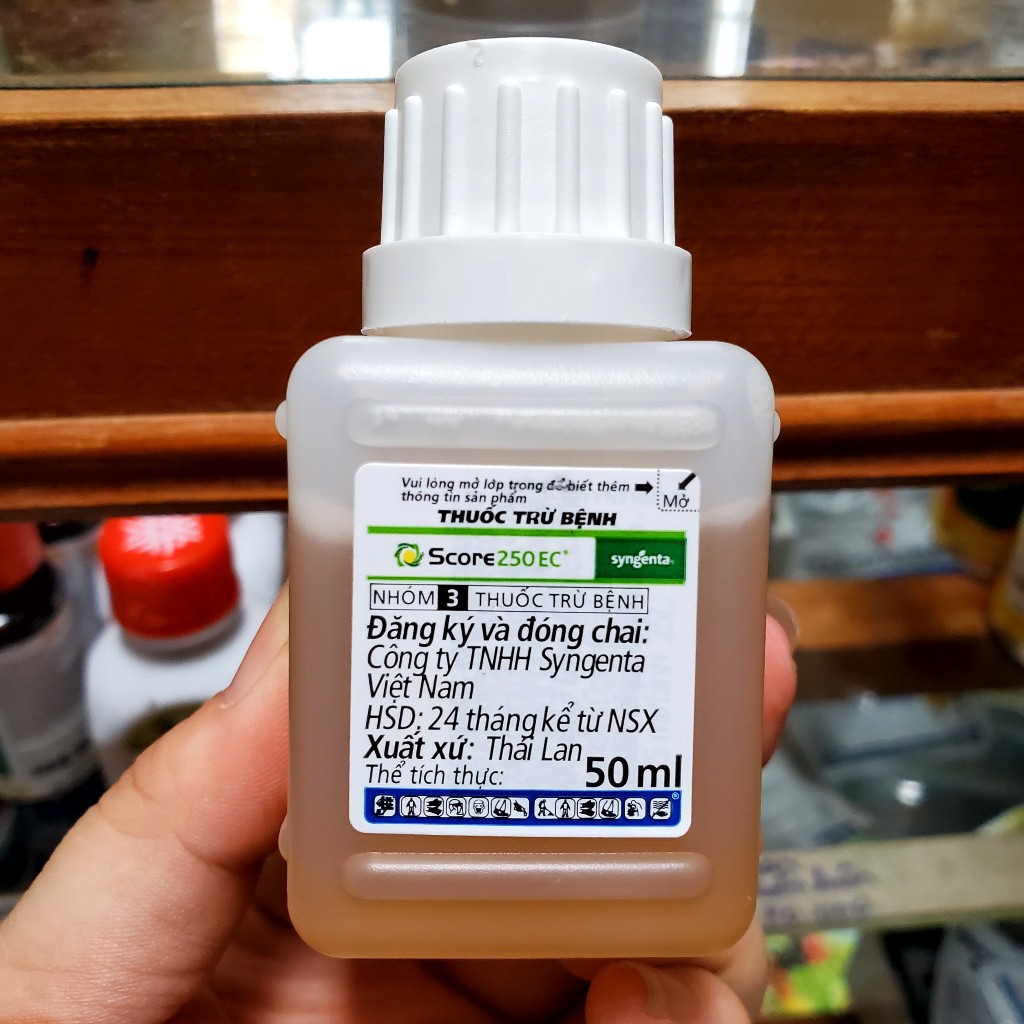 Vui lòng mở lớp trong để biết thêm
thông tin sản phẩm
Mở
THUỐC TRỪ BỆNH
Score 250 EC®
syngenta
NHÓM 3 THUỐC TRỪ BỆNH
Đăng ký và đóng chai:
Công ty TNHH Syngenta
Việt Nam
HSD: 24 tháng kể từ NSX
Xuất xứ: Thái Lan
Thể tích thực: 50 ml